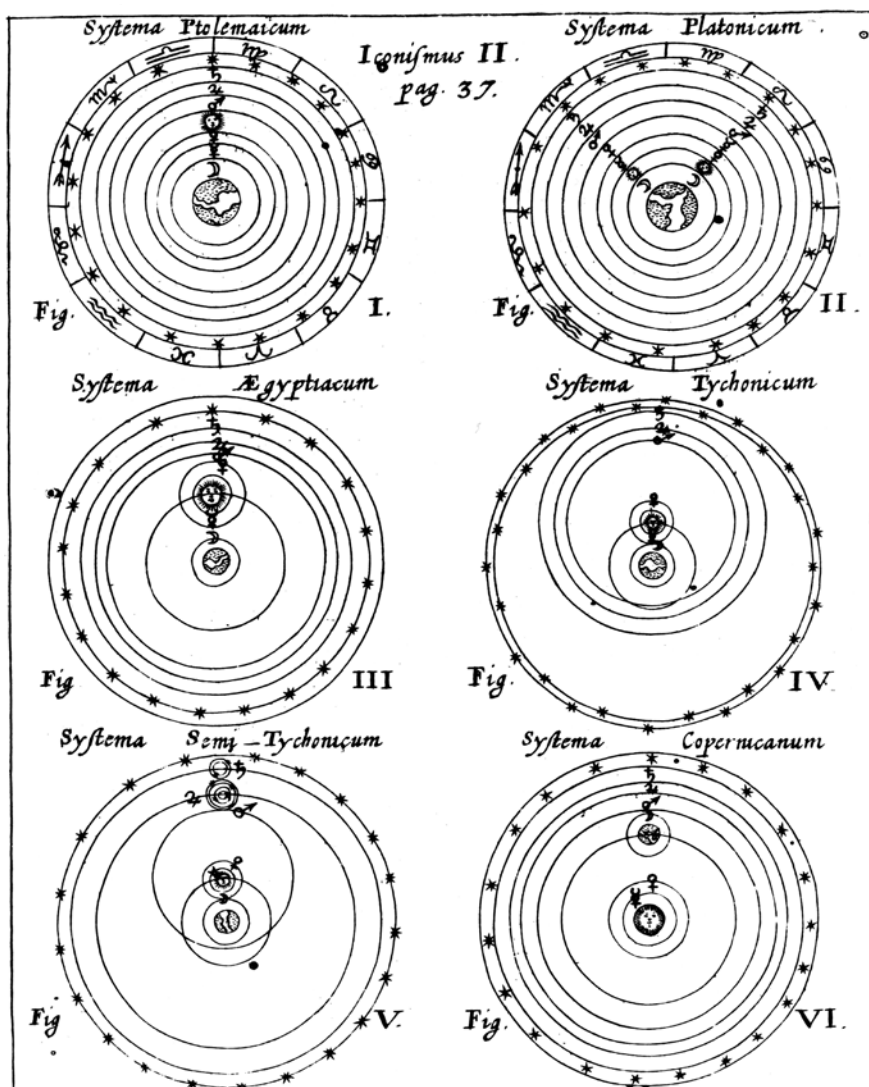 Syſtema Ptolemaicum
Iconiſmus II.
pag. 37.
Syſtema Platonicum
Fig. I.
Fig. II
Syſtema Ægyptiacum
Syſtema Tychonicum
Fig III
Fig. IV.
Syſtema Semi-Tychonicum
Syſtema Copernicanum
Fig V.
Fig. VI.